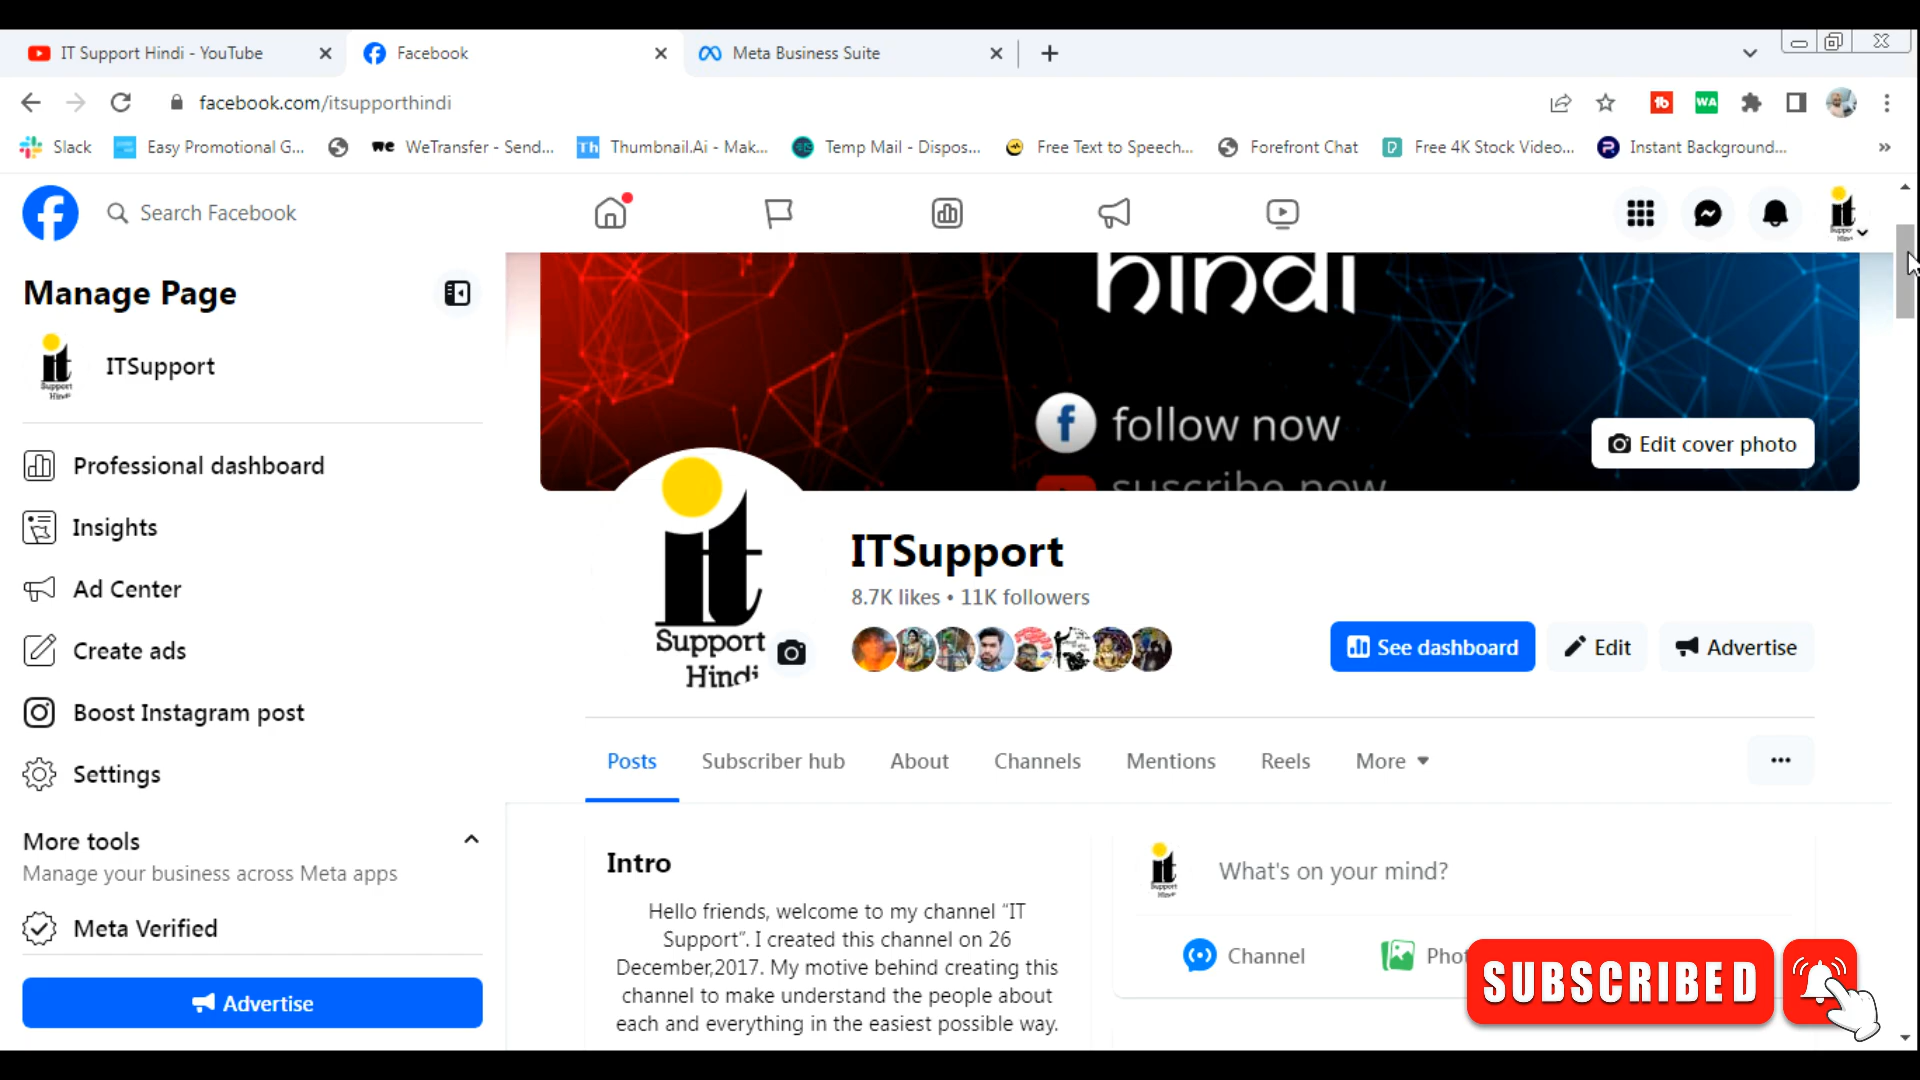 IT Support Hindi - YouTube
Facebook
Meta Business Suite
facebook.com/itsupporthindi
Slack
Easy Promotional G...
WeTransfer - Send...
Thumbnail.Ai - Mak...
Temp Mail - Dispos...
Free Text to Speech...
Forefront Chat
Free 4K Stock Video...
Instant Background...
Search Facebook
Manage Page
ITSupport
Professional dashboard
Insights
Ad Center
Create ads
Boost Instagram post
Settings
More tools
Manage your business across Meta apps
Meta Verified
Advertise
hindi
follow now
suscribe now
Edit cover photo
it
Support
Hindi
ITSupport
8.7K likes • 11K followers
See dashboard
Edit
Advertise
Posts
Subscriber hub
About
Channels
Mentions
Reels
More
Intro
Hello friends, welcome to my channel “IT
Support”. I created this channel on 26
December,2017. My motive behind creating this
channel to make understand the people about
each and everything in the easiest possible way.
What's on your mind?
Channel
Pho
SUBSCRIBED